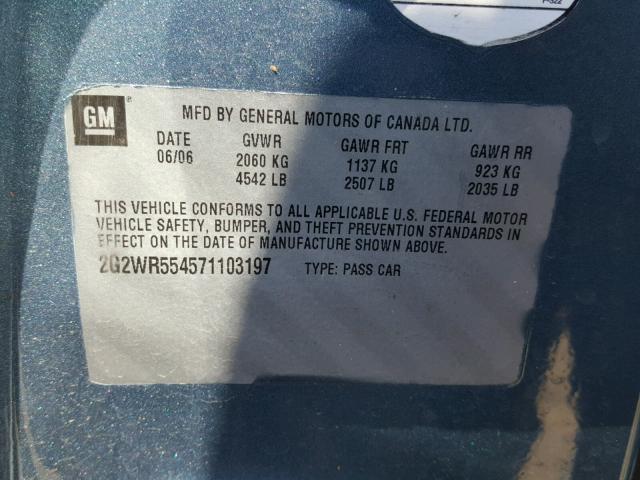 GM ® MFD BY GENERAL MOTORS OF CANADA LTD.
DATE GVWR GAWR FRT GAWR RR
06/06 2060 KG 1137 KG 923 KG
4542 LB 2507 LB 2035 LB
THIS VEHICLE CONFORMS TO ALL APPLICABLE U.S. FEDERAL MOTOR
VEHICLE SAFETY, BUMPER, AND THEFT PREVENTION STANDARDS IN
EFFECT ON THE DATE OF MANUFACTURE SHOWN ABOVE.
2G2WR554571103197 TYPE: PASS CAR